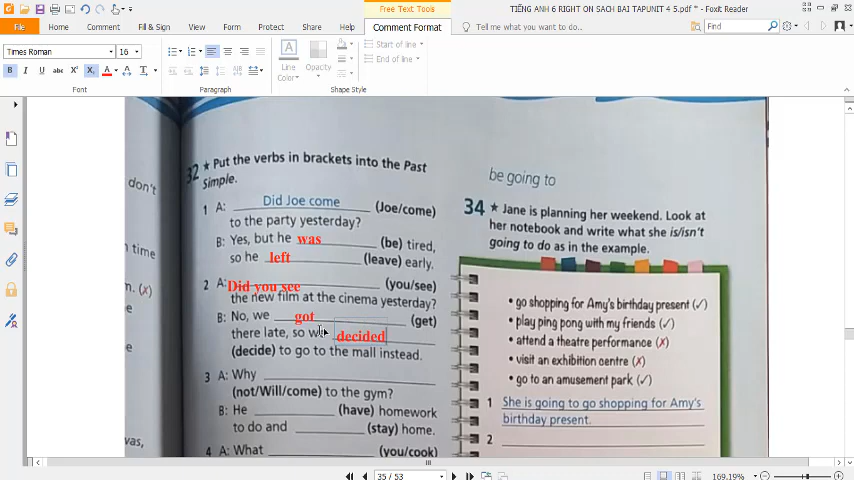 Free Text Tools
TIẾNG ANH 6 RIGHT ON SACH BAI TAPUNIT 4 5.pdf * - Foxit Reader
File
Home
Comment
Fill & Sign
View
Form
Protect
Share
Help
Comment Format
Tell me what you want to do...
Search
Times Roman
16
Line
Color
Opacity
Start of line
End of line
Font
Paragraph
Shape Style
don't
n time
m. (✗)
e
e
was,
32 ★ Put the verbs in brackets into the Past
Simple.
1 A: Did Joe come (Joe/come)
to the party yesterday?
B: Yes, but he was (be) tired,
so he left (leave) early.
2 A: Did you see (you/see)
the new film at the cinema yesterday?
B: No, we got (get)
there late, so we decided
(decide) to go to the mall instead.
3 A: Why
(not/Will/come) to the gym?
B: He (have) homework
to do and (stay) home.
4 A: What (you/cook)
be going to
34 ★ Jane is planning her weekend. Look at
her notebook and write what she is/isn't
going to do as in the example.
• go shopping for Amy's birthday present (✓)
• play ping pong with my friends (✓)
• attend a theatre performance (✗)
• visit an exhibition centre (✗)
• go to an amusement park (✓)
1 She is going to go shopping for Amy's
birthday present.
2
35 / 53
169.19%